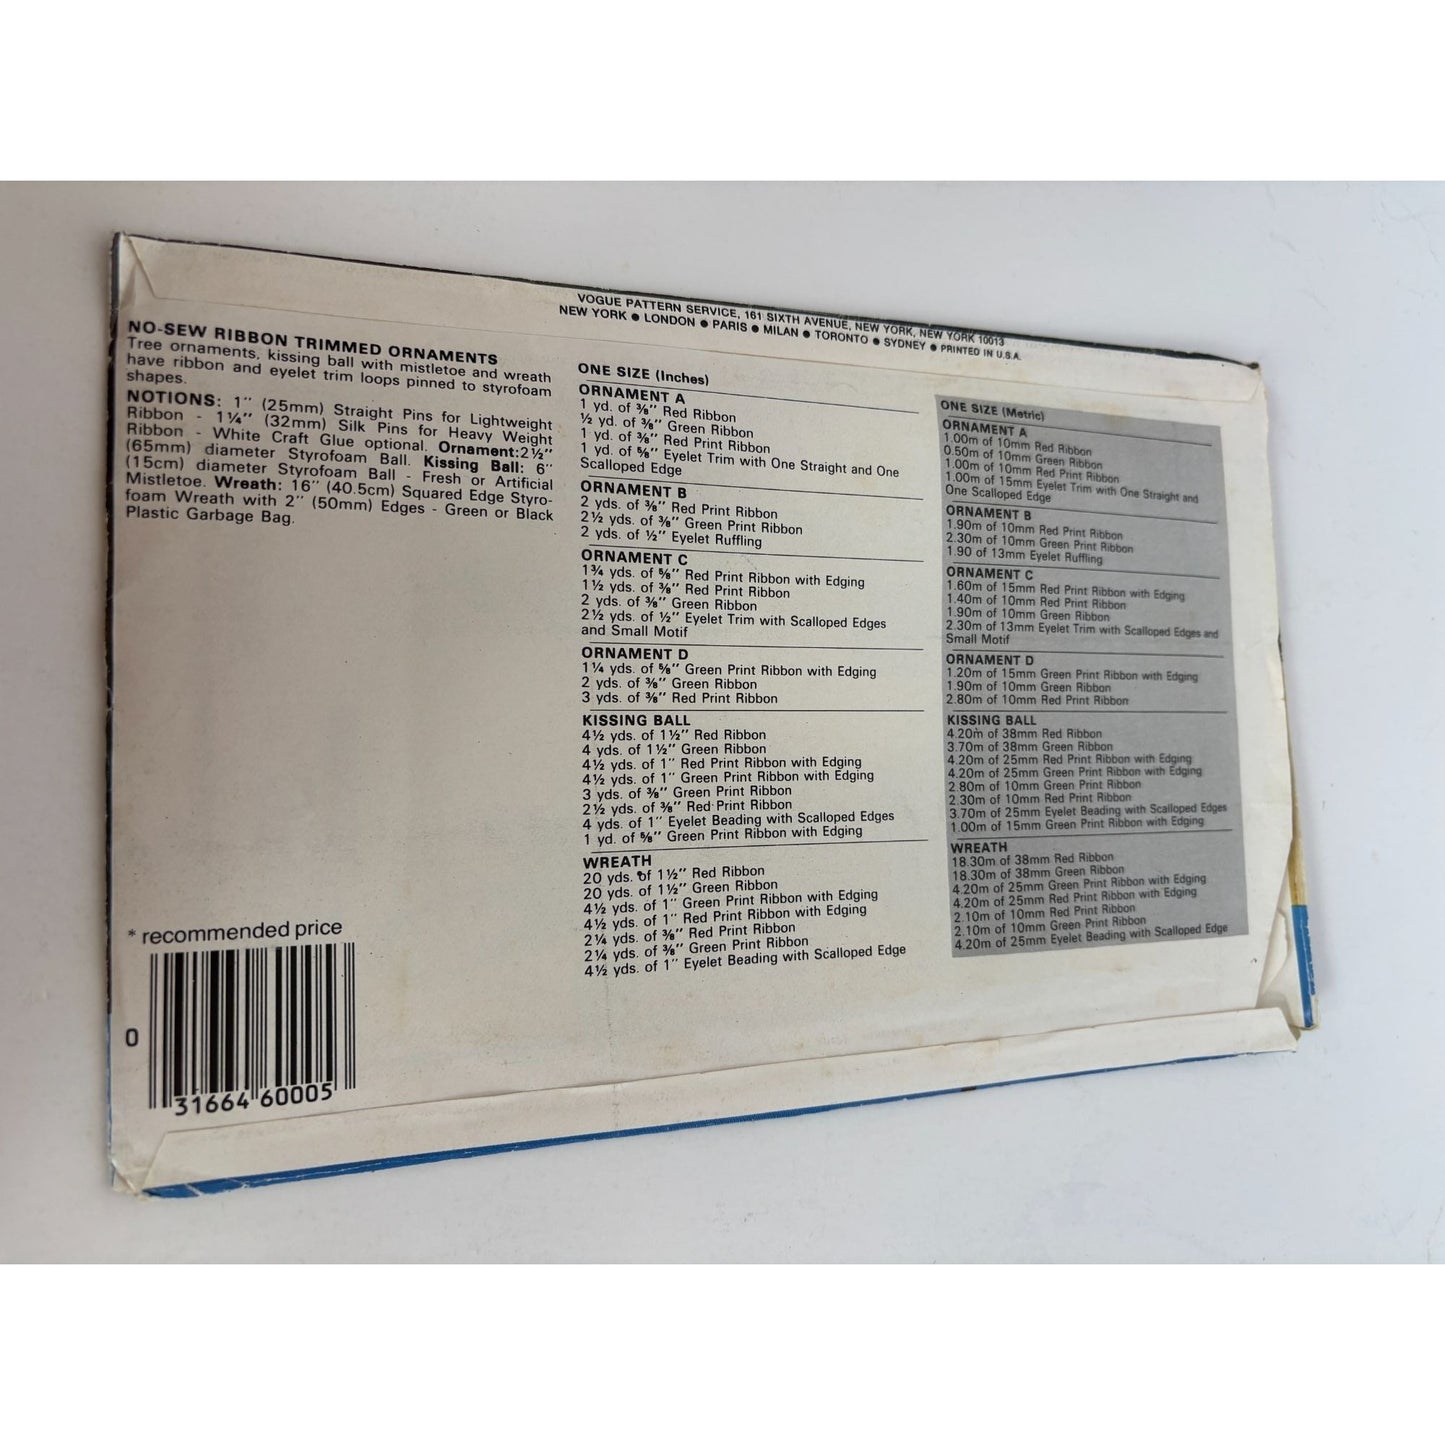 VOGUE PATTERN SERVICE, 161 SIXTH AVENUE, NEW YORK, NEW YORK 10013
NEW YORK ● LONDON ● PARIS ● MILAN ● TORONTO ● SYDNEY ● PRINTED IN U.S.A.
NO-SEW RIBBON TRIMMED ORNAMENTS
Tree ornaments, kissing ball with mistletoe and wreath
have ribbon and eyelet trim loops pinned to styrofoam
shapes.
NOTIONS: 1" (25mm) Straight Pins for Lightweight
Ribbon - 1¼" (32mm) Silk Pins for Heavy Weight
Ribbon - White Craft Glue optional. Ornament:2½"
(65mm) diameter Styrofoam Ball. Kissing Ball: 6"
(15cm) diameter Styrofoam Ball - Fresh or Artificial
Mistletoe. Wreath: 16" (40.5cm) Squared Edge Styro-
foam Wreath with 2" (50mm) Edges - Green or Black
Plastic Garbage Bag.
* recommended price
0
31664 60005
ONE SIZE (Inches)
ORNAMENT A
1 yd. of ⅜" Red Ribbon
½ yd. of ⅜" Green Ribbon
1 yd. of ⅜" Red Print Ribbon
1 yd. of ⅝" Eyelet Trim with One Straight and One
Scalloped Edge
ORNAMENT B
2 yds. of ⅜" Red Print Ribbon
2½ yds. of ⅜" Green Print Ribbon
2 yds. of ½" Eyelet Ruffling
ORNAMENT C
1¾ yds. of ⅝" Red Print Ribbon with Edging
1½ yds. of ⅜" Red Print Ribbon
2 yds. of ⅜" Green Ribbon
2½ yds. of ½" Eyelet Trim with Scalloped Edges
and Small Motif
ORNAMENT D
1¼ yds. of ⅝" Green Print Ribbon with Edging
2 yds. of ⅜" Green Ribbon
3 yds. of ⅜" Red Print Ribbon
KISSING BALL
4½ yds. of 1½" Red Ribbon
4 yds. of 1½" Green Ribbon
4½ yds. of 1" Red Print Ribbon with Edging
4½ yds. of 1" Green Print Ribbon with Edging
3 yds. of ⅜" Green Print Ribbon
2½ yds. of ⅜" Red Print Ribbon
4 yds. of 1" Eyelet Beading with Scalloped Edges
1 yd. of ⅝" Green Print Ribbon with Edging
WREATH
20 yds. of 1½" Red Ribbon
20 yds. of 1½" Green Ribbon
4½ yds. of 1" Green Print Ribbon with Edging
4½ yds. of 1" Red Print Ribbon with Edging
2¼ yds. of ⅜" Red Print Ribbon
2¼ yds. of ⅜" Green Print Ribbon
4½ yds. of 1" Eyelet Beading with Scalloped Edge
ONE SIZE (Metric)
ORNAMENT A
1.00m of 10mm Red Ribbon
0.50m of 10mm Green Ribbon
1.00m of 10mm Red Print Ribbon
1.00m of 15mm Eyelet Trim with One Straight and
One Scalloped Edge
ORNAMENT B
1.90m of 10mm Red Print Ribbon
2.30m of 10mm Green Print Ribbon
1.90 of 13mm Eyelet Ruffling
ORNAMENT C
1.60m of 15mm Red Print Ribbon with Edging
1.40m of 10mm Red Print Ribbon
1.90m of 10mm Green Ribbon
2.30m of 13mm Eyelet Trim with Scalloped Edges and
Small Motif
ORNAMENT D
1.20m of 15mm Green Print Ribbon with Edging
1.90m of 10mm Green Ribbon
2.80m of 10mm Red Print Ribbon
KISSING BALL
4.20m of 38mm Red Ribbon
3.70m of 38mm Green Ribbon
4.20m of 25mm Red Print Ribbon with Edging
4.20m of 25mm Green Print Ribbon with Edging
2.80m of 10mm Green Print Ribbon
2.30m of 10mm Red Print Ribbon
3.70m of 25mm Eyelet Beading with Scalloped Edges
1.00m of 15mm Green Print Ribbon with Edging
WREATH
18.30m of 38mm Red Ribbon
18.30m of 38mm Green Ribbon
4.20m of 25mm Green Print Ribbon with Edging
4.20m of 25mm Red Print Ribbon with Edging
2.10m of 10mm Red Print Ribbon
2.10m of 10mm Green Print Ribbon
4.20m of 25mm Eyelet Beading with Scalloped Edge